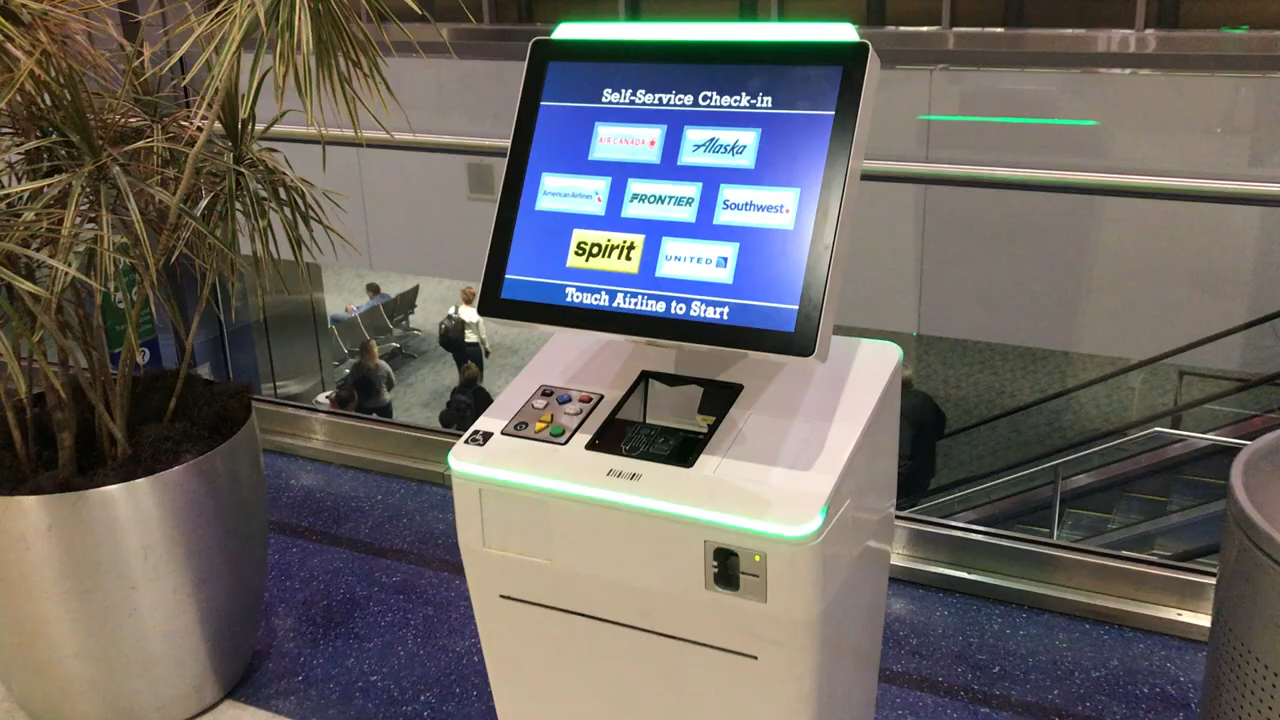 Self-Service Check-in
AIR CANADA
Alaska
American Airlines
FRONTIER
Southwest
spirit
UNITED
Touch Airline to Start
?